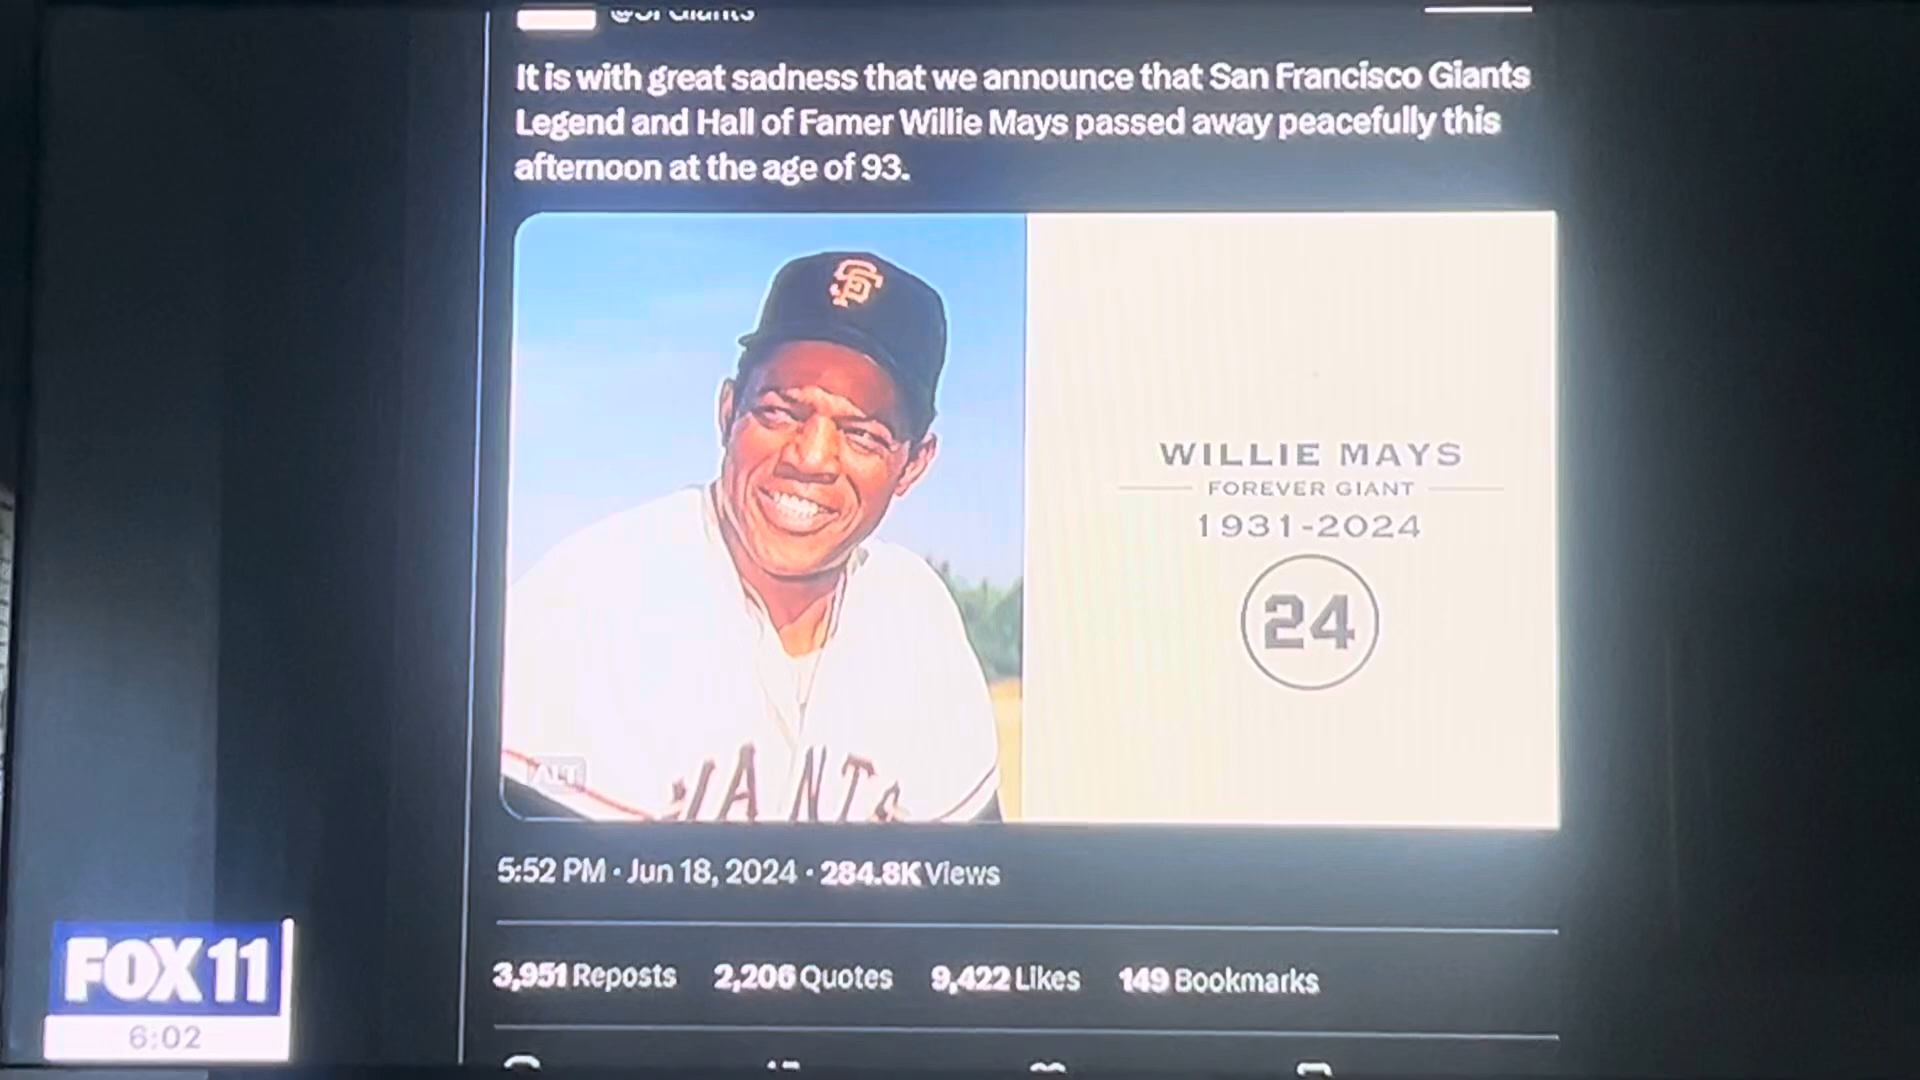 @SFGiants
It is with great sadness that we announce that San Francisco Giants
Legend and Hall of Famer Willie Mays passed away peacefully this
afternoon at the age of 93.
SF
WILLIE MAYS
FOREVER GIANT
1931-2024
24
IANTS
ALT
5:52 PM · Jun 18, 2024 · 284.8K Views
3,951 Reposts 2,206 Quotes 9,422 Likes 149 Bookmarks
FOX 11
6:02